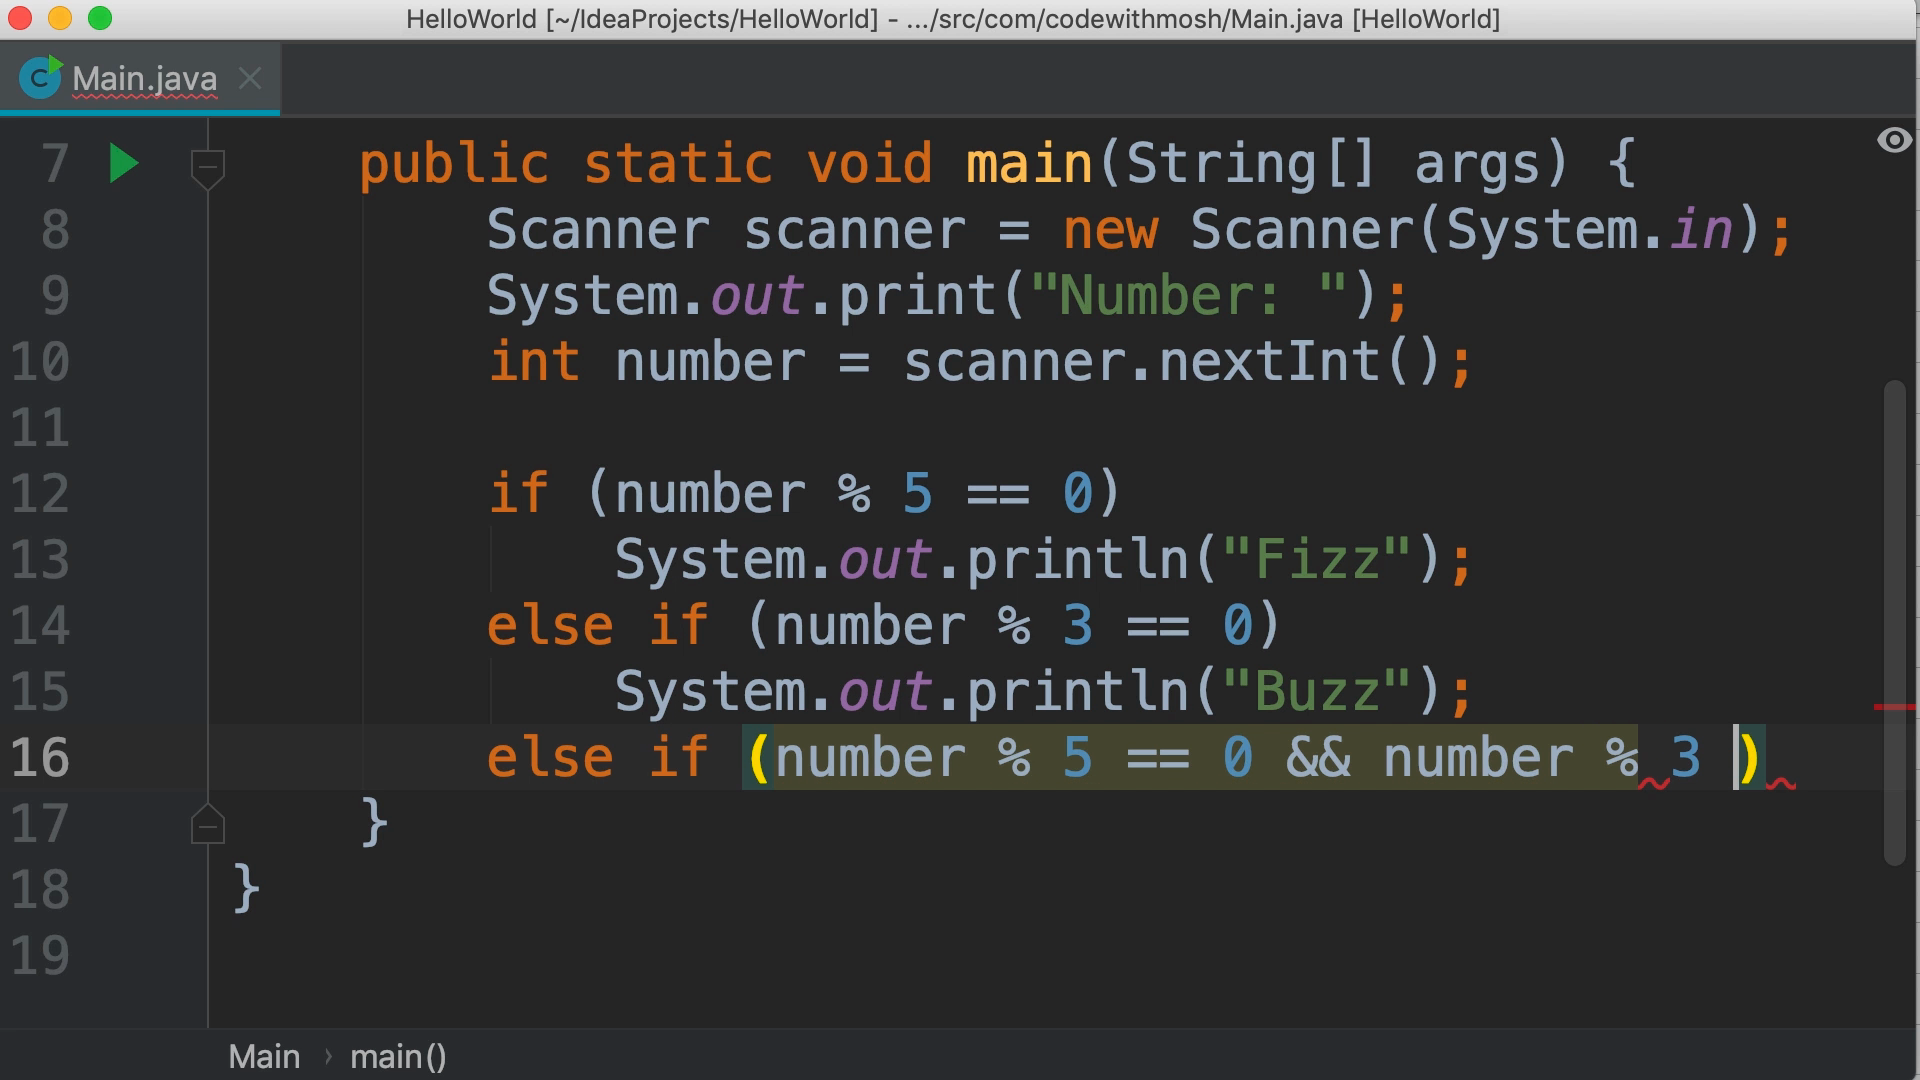 HelloWorld [~/IdeaProjects/HelloWorld] - .../src/com/codewithmosh/Main.java [HelloWorld]
C Main.java
7 public static void main(String[] args) {
8 Scanner scanner = new Scanner(System.in);
9 System.out.print("Number: ");
10 int number = scanner.nextInt();
11
12 if (number % 5 == 0)
13 System.out.println("Fizz");
14 else if (number % 3 == 0)
15 System.out.println("Buzz");
16 else if (number % 5 == 0 && number % 3 )
17 }
18 }
19
Main › main()